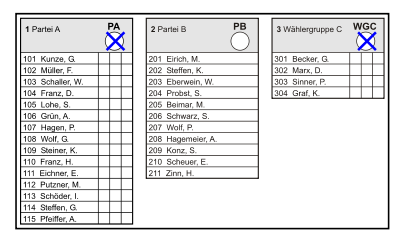 1 Partei A PA
101 Kunze, G.
102 Müller, F.
103 Schaller, W.
104 Franz, D.
105 Lohe, S.
106 Grün, A.
107 Hagen, P.
108 Wolf, G.
109 Steiner, K.
110 Franz, H.
111 Eichner, E.
112 Putzner, M.
113 Schöder, I.
114 Steffen, G.
115 Pfeiffer, A.
2 Partei B PB
201 Eirich, M.
202 Steffen, K.
203 Eberwein, W.
204 Probst, S.
205 Beimar, M.
206 Schwarz, S.
207 Wolf, P.
208 Hagemeier, A.
209 Konz, S.
210 Scheuer, E.
211 Zinn, H.
3 Wählergruppe C WGC
301 Becker, G.
302 Marx, D.
303 Sinner, P.
304 Graf, K.